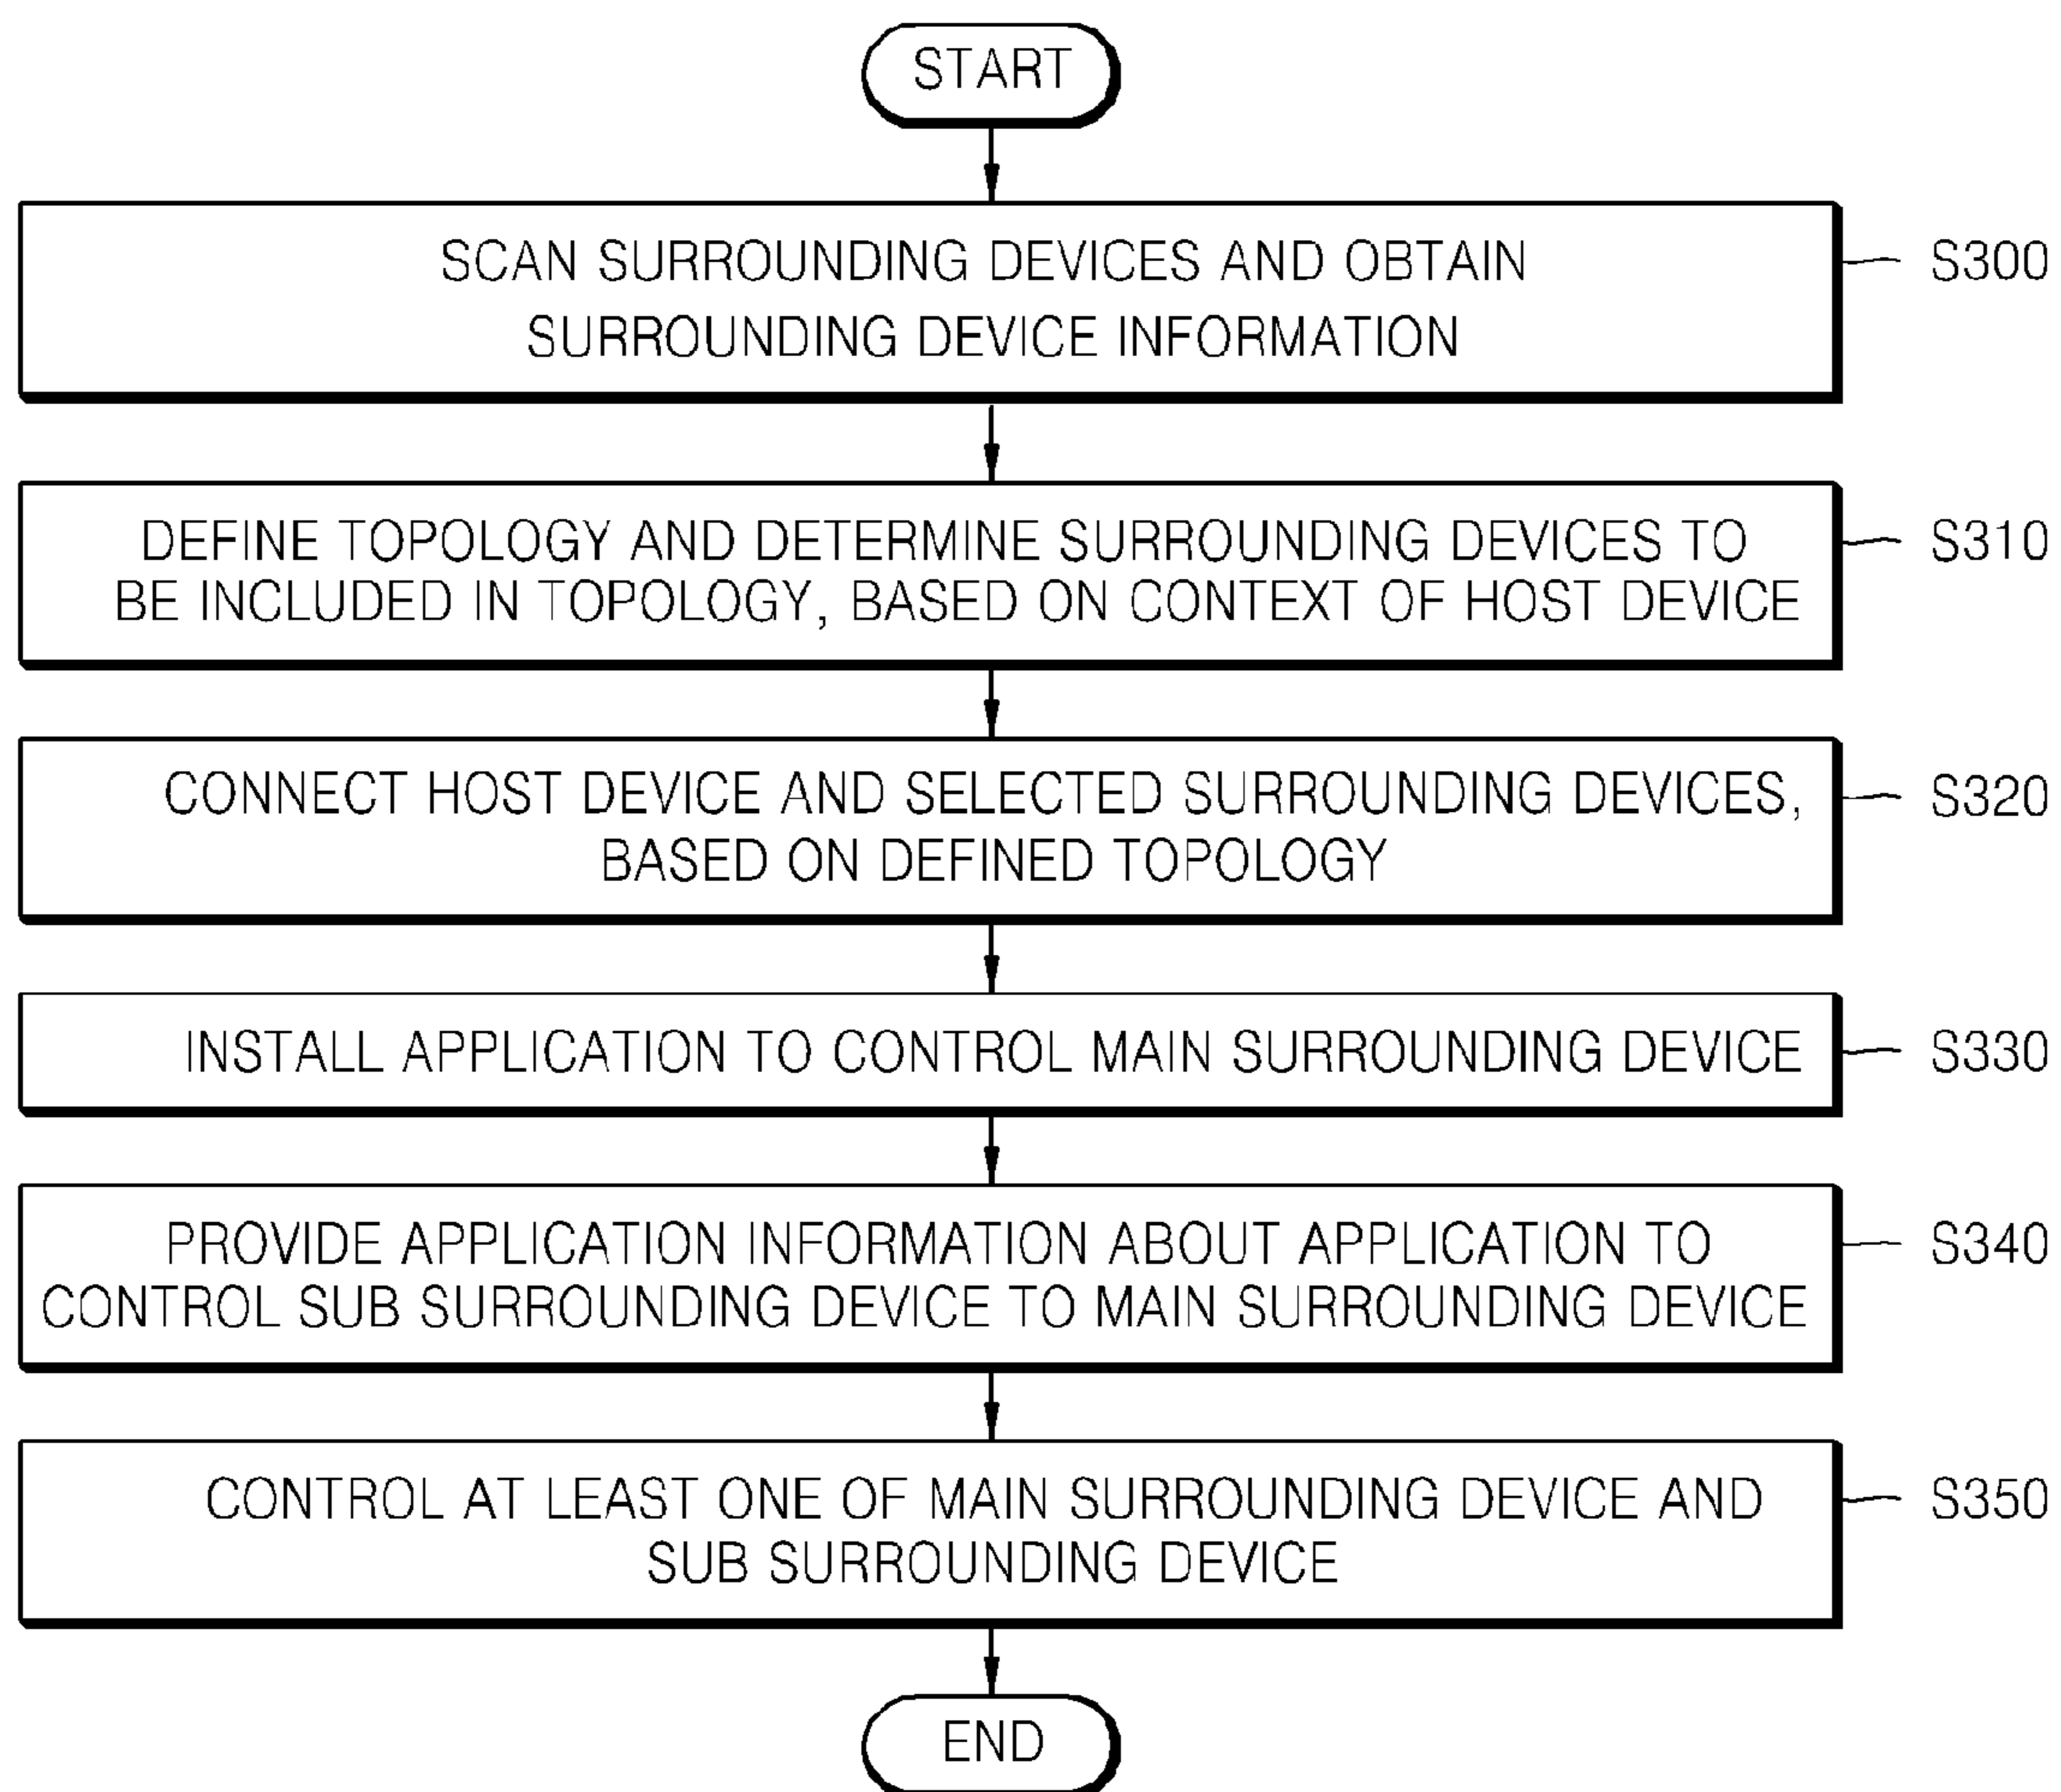 START
SCAN SURROUNDING DEVICES AND OBTAIN
SURROUNDING DEVICE INFORMATION
S300
DEFINE TOPOLOGY AND DETERMINE SURROUNDING DEVICES TO
BE INCLUDED IN TOPOLOGY, BASED ON CONTEXT OF HOST DEVICE
S310
CONNECT HOST DEVICE AND SELECTED SURROUNDING DEVICES,
BASED ON DEFINED TOPOLOGY
S320
INSTALL APPLICATION TO CONTROL MAIN SURROUNDING DEVICE
S330
PROVIDE APPLICATION INFORMATION ABOUT APPLICATION TO
CONTROL SUB SURROUNDING DEVICE TO MAIN SURROUNDING DEVICE
S340
CONTROL AT LEAST ONE OF MAIN SURROUNDING DEVICE AND
SUB SURROUNDING DEVICE
S350
END